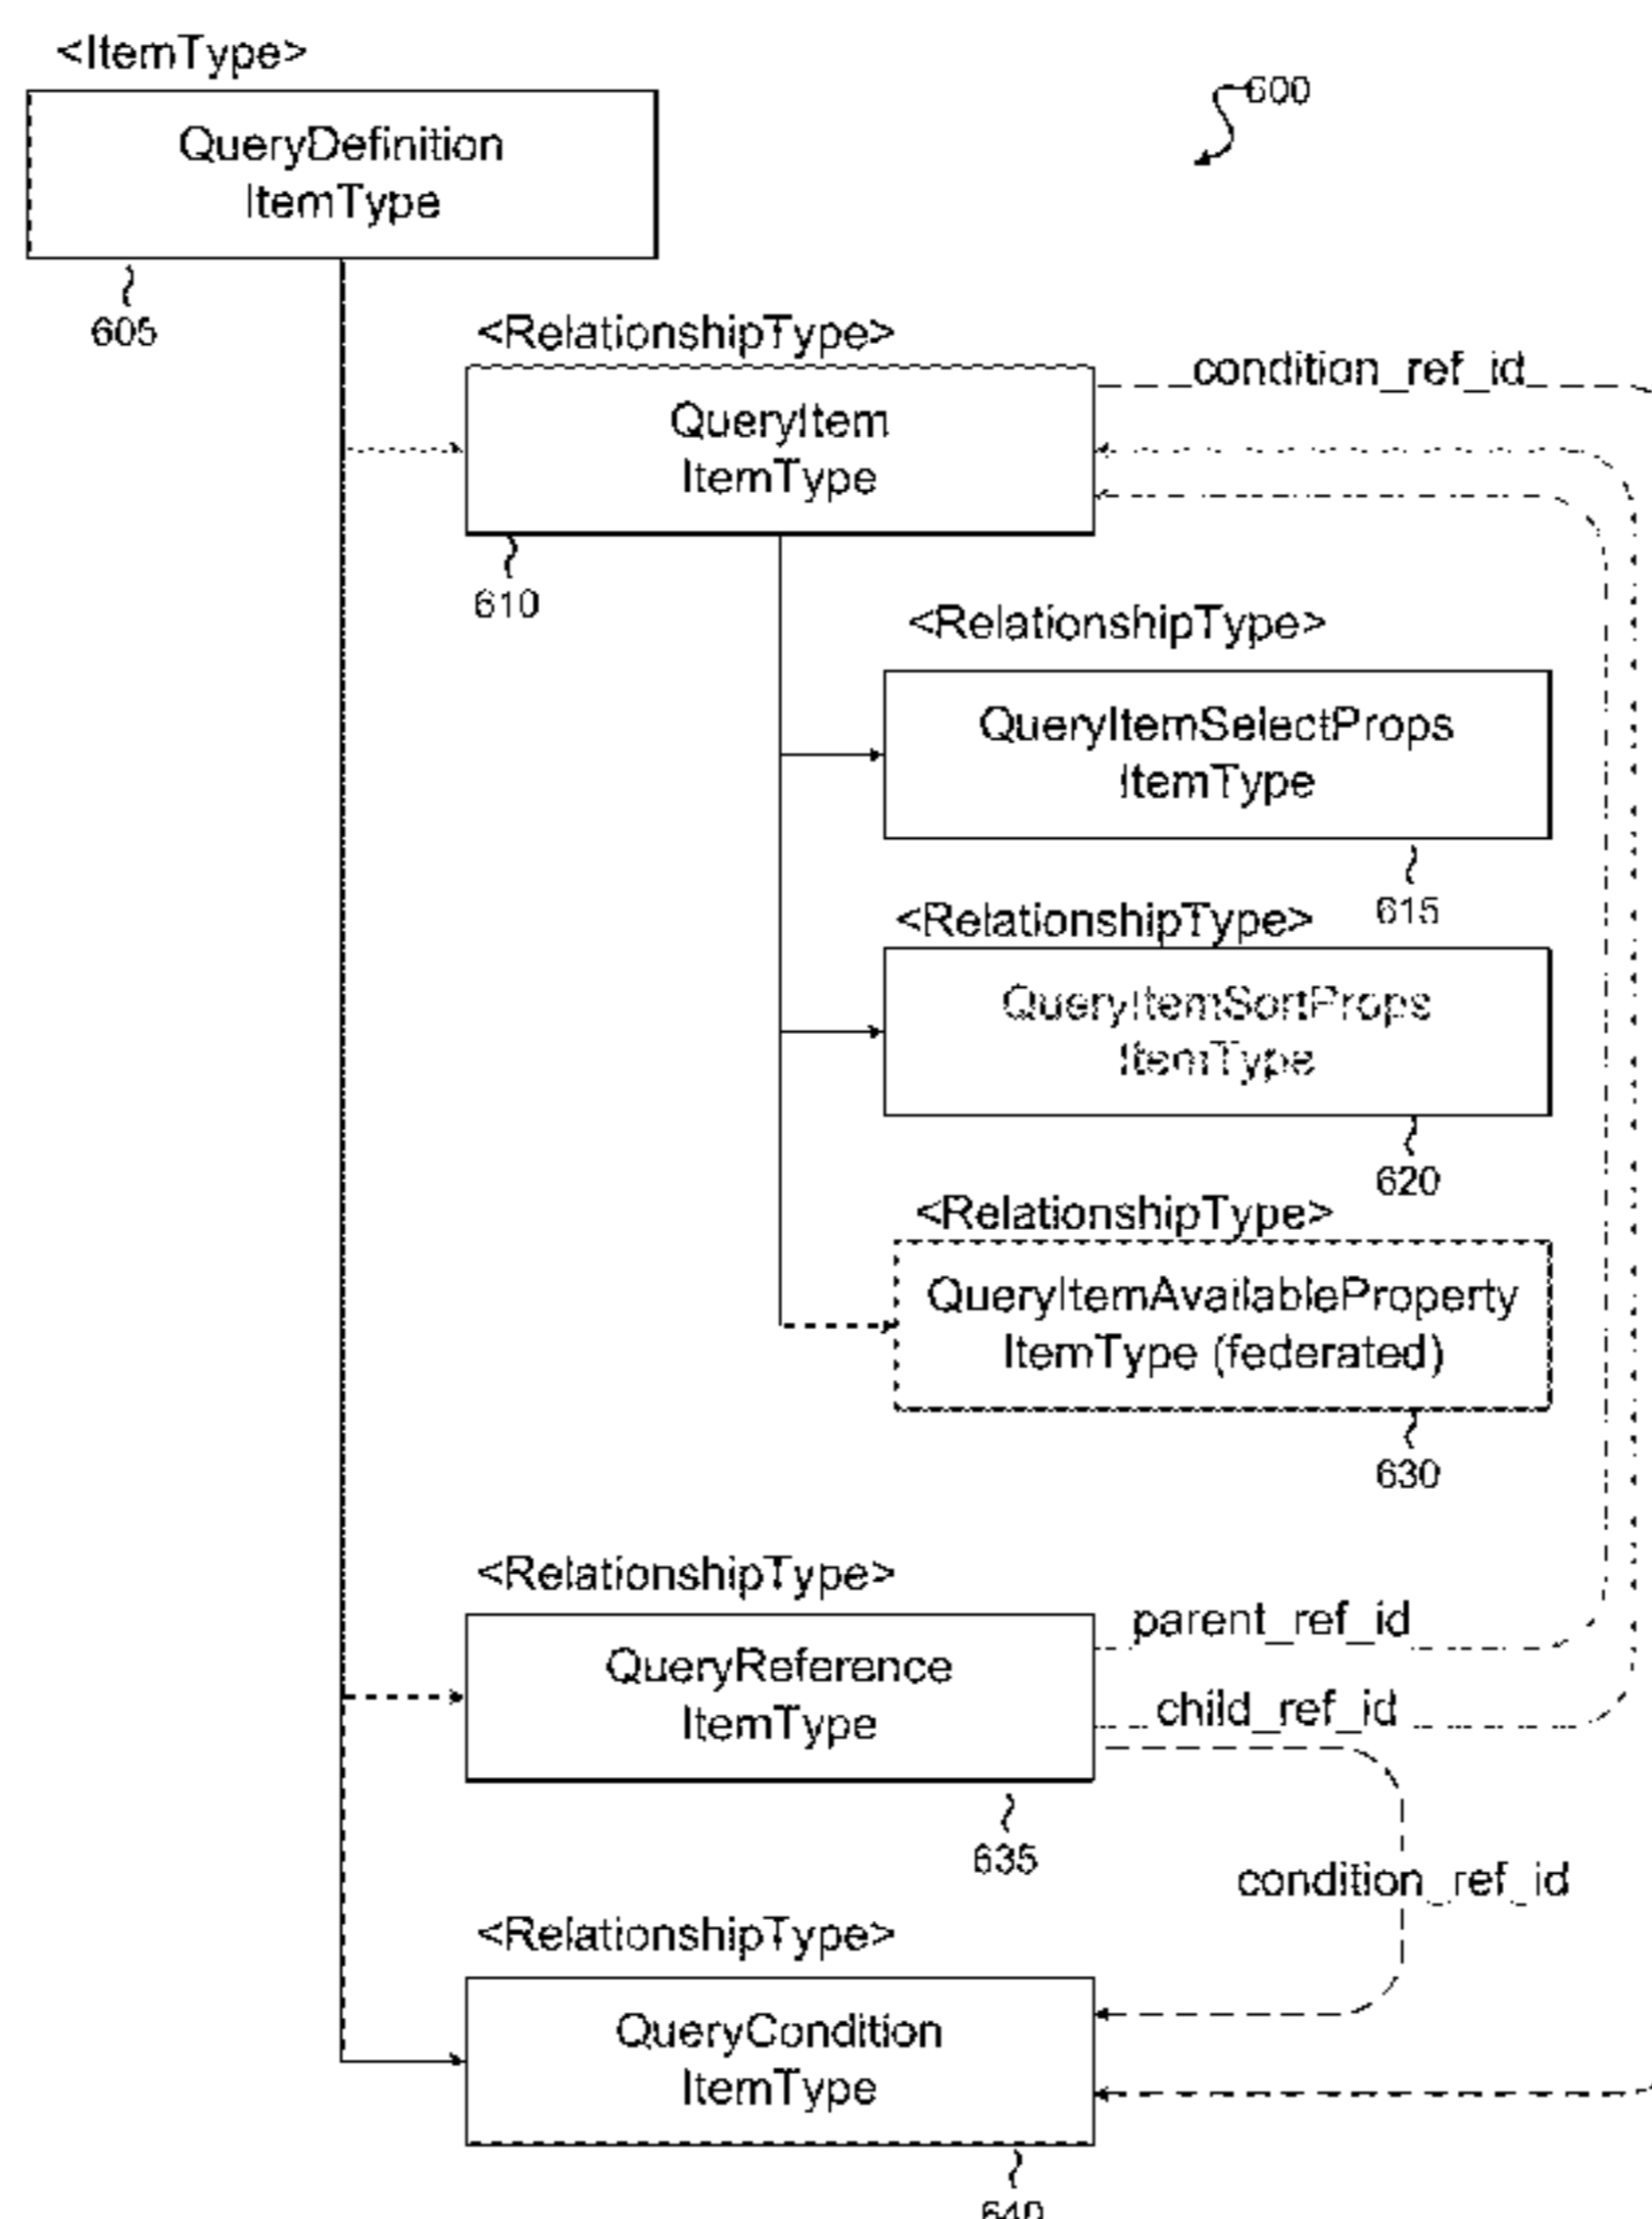 <ItemType>
600
QueryDefinition
ItemType
605
<RelationshipType>
condition_ref_id
QueryItem
ItemType
610
<RelationshipType>
QueryItemSelectProps
ItemType
615
<RelationshipType>
QueryItemSortProps
ItemType
620
<RelationshipType>
QueryItemAvailableProperty
ItemType (federated)
630
<RelationshipType>
parent_ref_id
QueryReference
ItemType
child_ref_id
635
condition_ref_id
<RelationshipType>
QueryCondition
ItemType
640